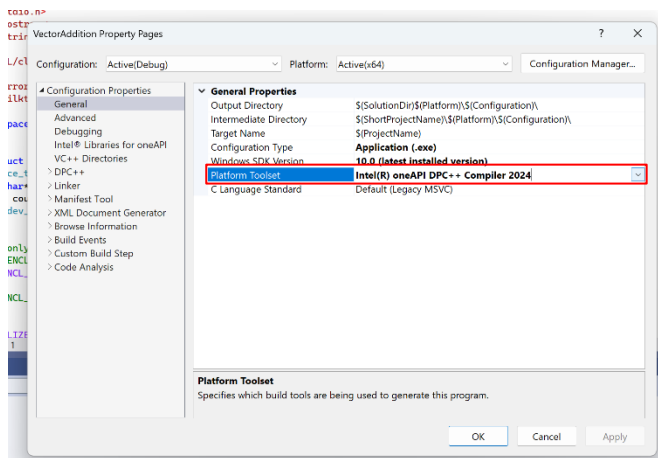 VectorAddition Property Pages
? ×
Configuration: Active(Debug) Platform: Active(x64) Configuration Manager...
Configuration Properties
General
Advanced
Debugging
Intel® Libraries for oneAPI
VC++ Directories
DPC++
Linker
Manifest Tool
XML Document Generator
Browse Information
Build Events
Custom Build Step
Code Analysis
General Properties
Output Directory $(SolutionDir)$(Platform)\$(Configuration)\
Intermediate Directory $(ShortProjectName)\$(Platform)\$(Configuration)\
Target Name $(ProjectName)
Configuration Type Application (.exe)
Windows SDK Version 10.0 (latest installed version)
Platform Toolset Intel(R) oneAPI DPC++ Compiler 2024
C Language Standard Default (Legacy MSVC)
Platform Toolset
Specifies which build tools are being used to generate this program.
OK Cancel Apply